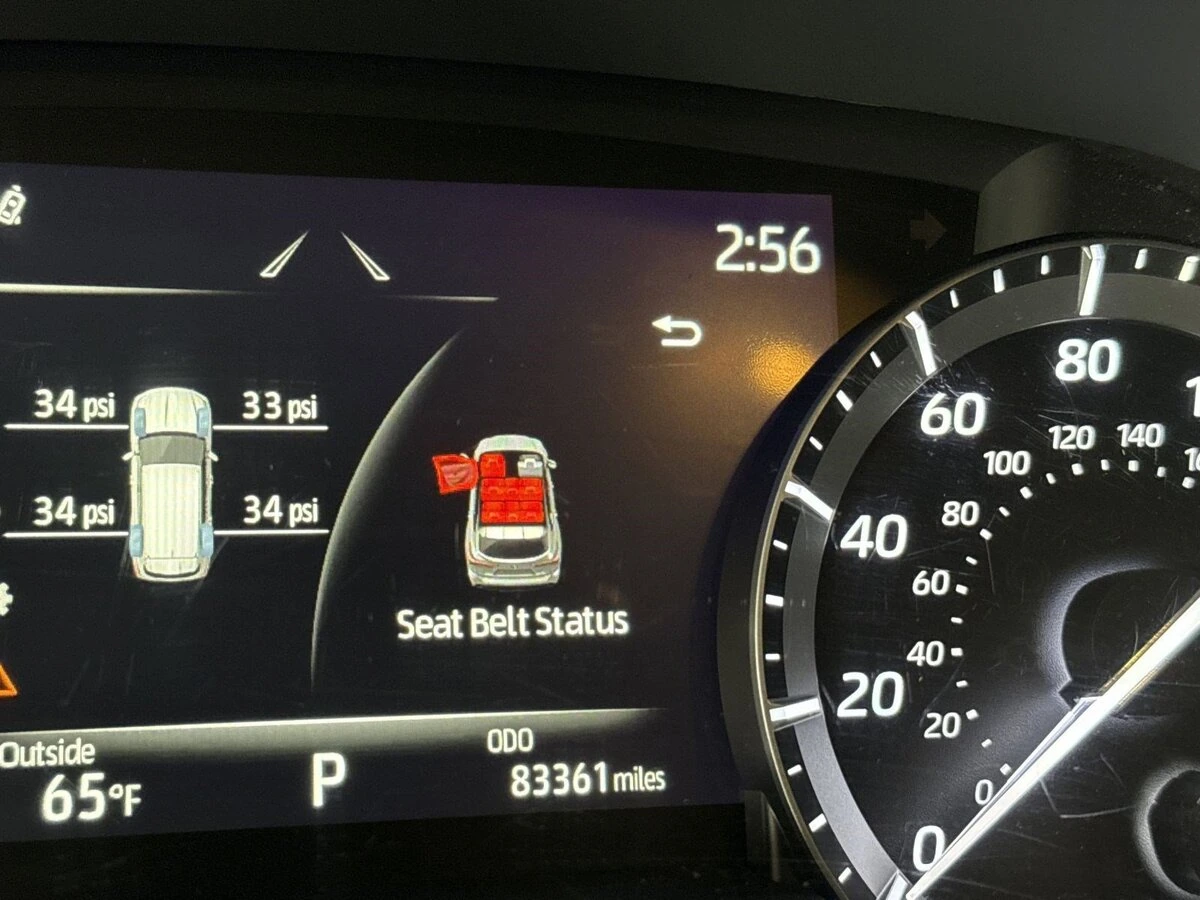 2:56
34 psi
33 psi
34 psi
34 psi
Seat Belt Status
Outside
65°F
P
ODO
83361 miles
80
60
40
20
0
140
120
100
80
60
40
20
0